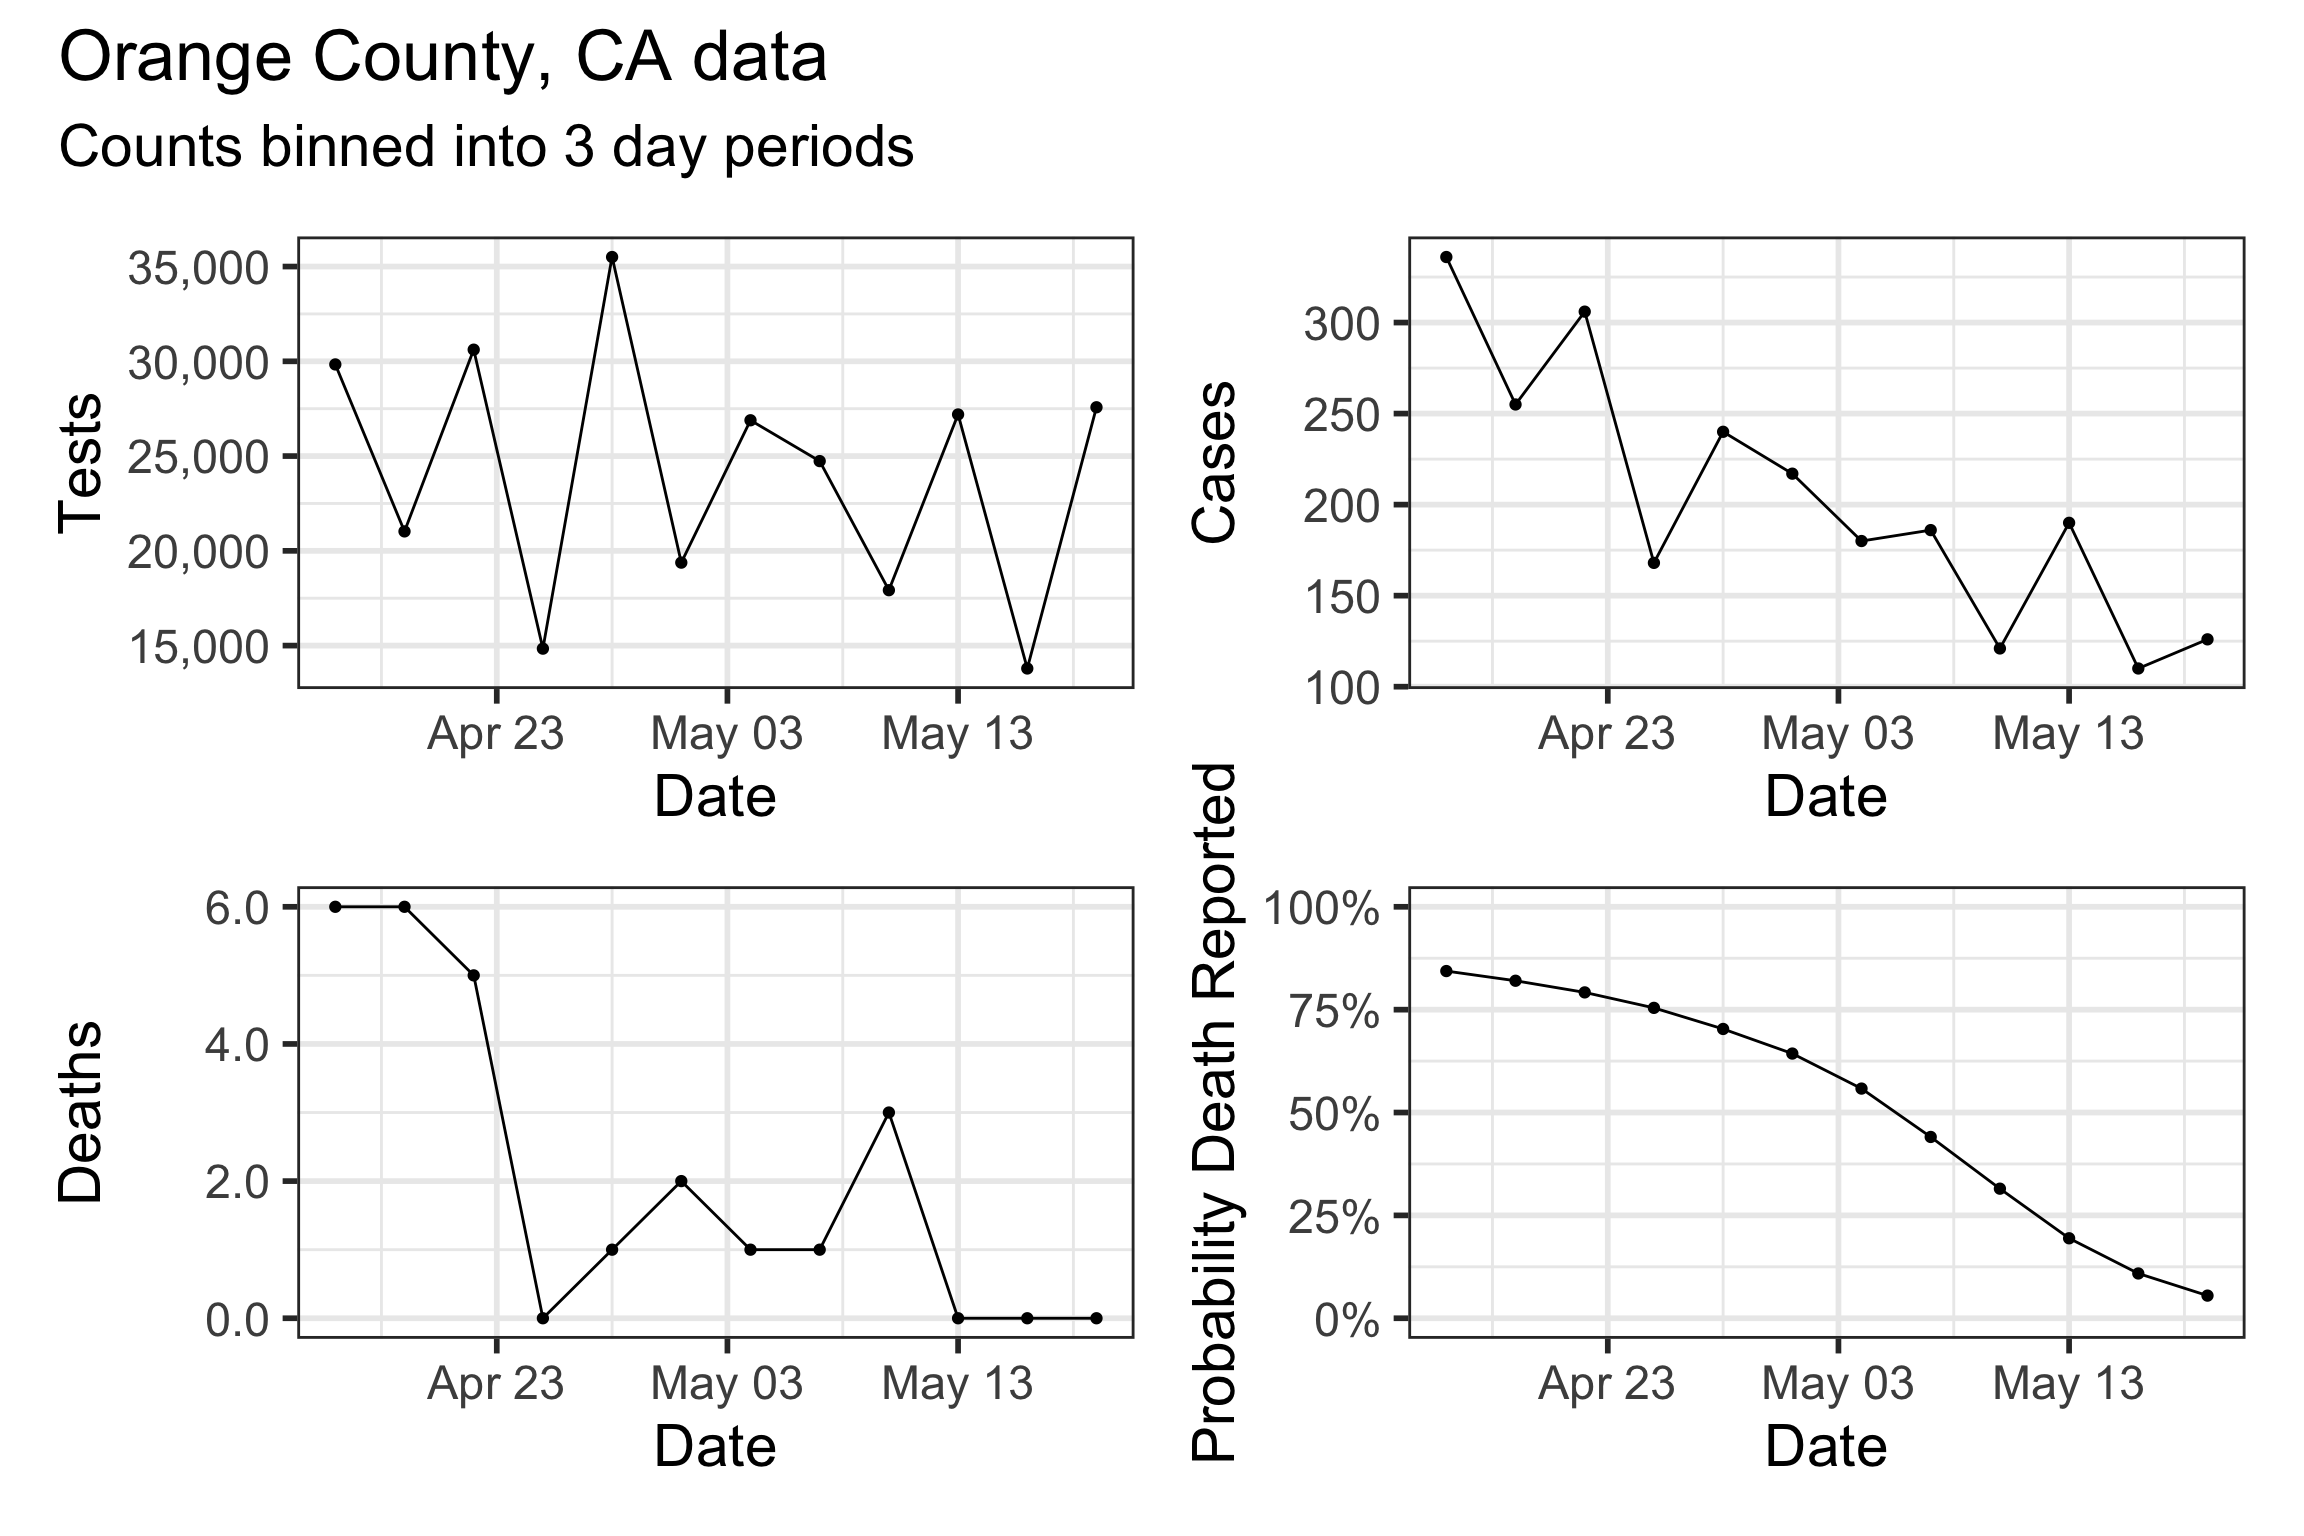 Orange County, CA data
Counts binned into 3 day periods
Tests
35,000
30,000
25,000
20,000
15,000
Apr 23 May 03 May 13
Date
Cases
300
250
200
150
100
Apr 23 May 03 May 13
Date
Deaths
6.0
4.0
2.0
0.0
Apr 23 May 03 May 13
Date
Probability Death Reported
100%
75%
50%
25%
0%
Apr 23 May 03 May 13
Date